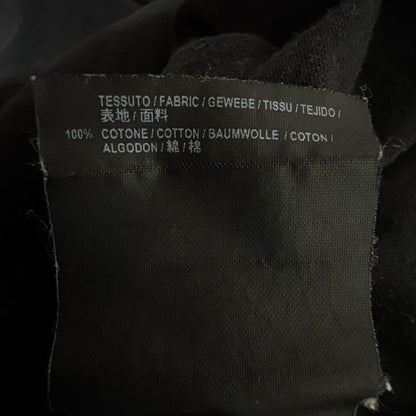 TESSUTO / FABRIC / GEWEBE / TISSU / TEJIDO /
表地 / 面料
100% COTONE / COTTON / BAUMWOLLE / COTON /
ALGODON / 綿 / 棉